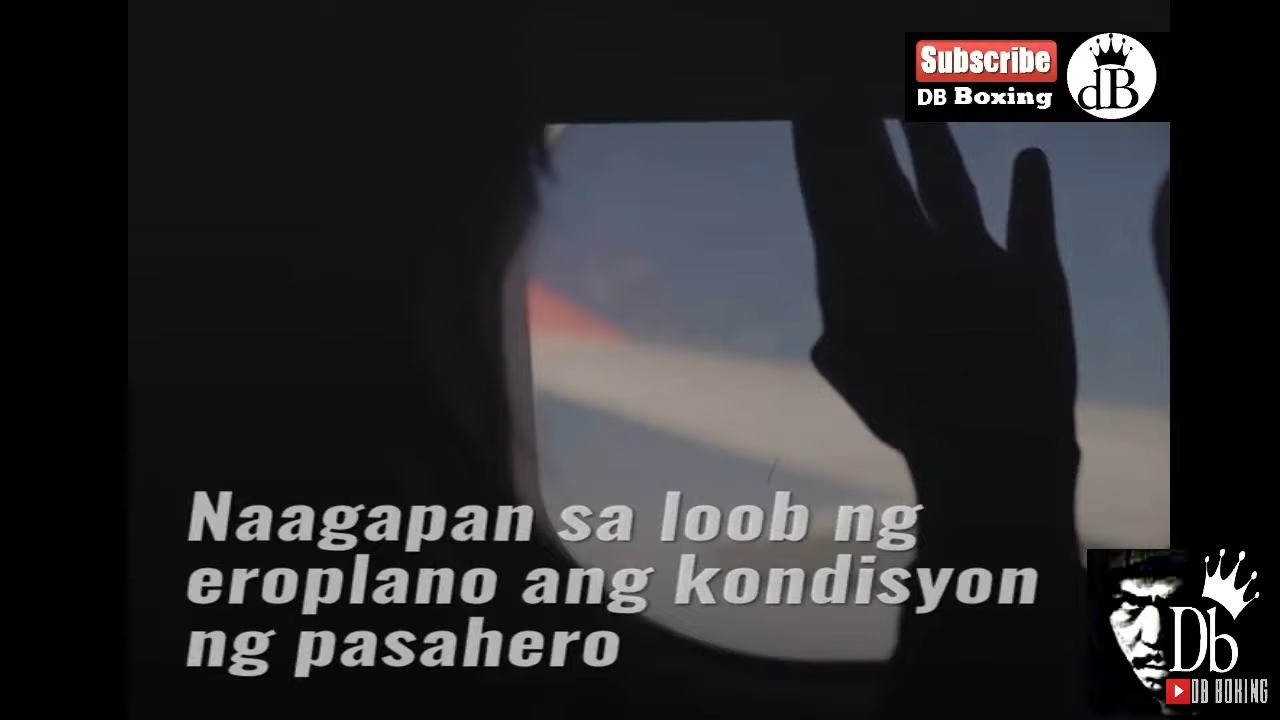 Subscribe
DB Boxing
dB
Naagapan sa loob ng
eroplano ang kondisyon
ng pasahero
Db
DB BOXING